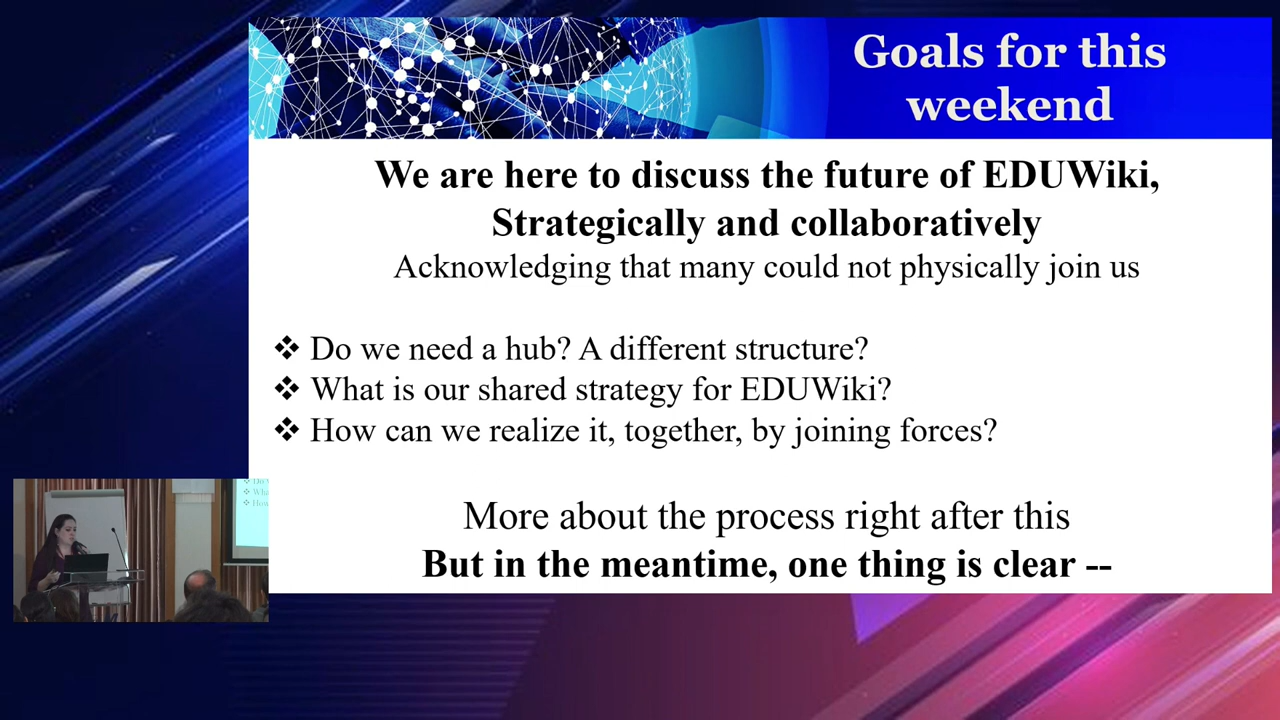 Goals for this
weekend
We are here to discuss the future of EDUWiki,
Strategically and collaboratively
Acknowledging that many could not physically join us
❖ Do we need a hub? A different structure?
❖ What is our shared strategy for EDUWiki?
❖ How can we realize it, together, by joining forces?
More about the process right after this
But in the meantime, one thing is clear --